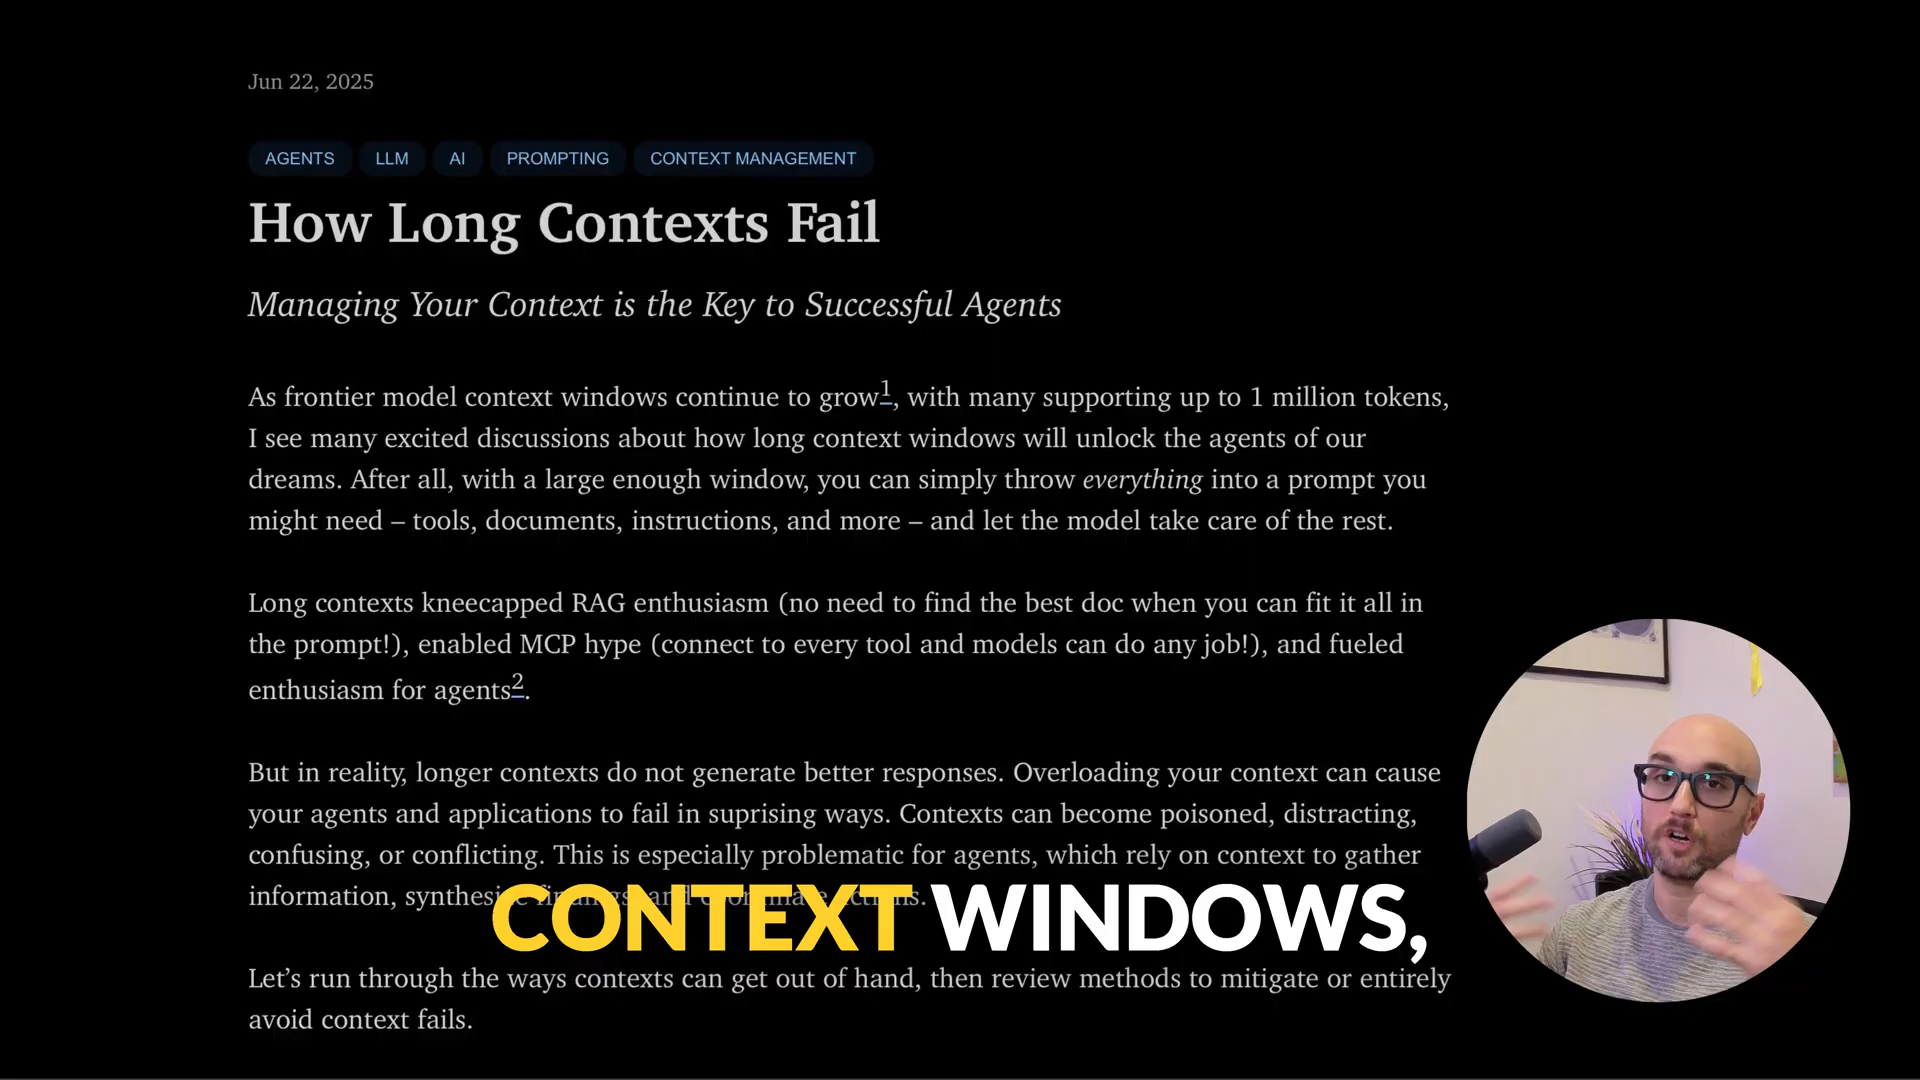 Jun 22, 2025
AGENTS LLM AI PROMPTING CONTEXT MANAGEMENT
How Long Contexts Fail
Managing Your Context is the Key to Successful Agents
As frontier model context windows continue to grow1, with many supporting up to 1 million tokens,
I see many excited discussions about how long context windows will unlock the agents of our
dreams. After all, with a large enough window, you can simply throw everything into a prompt you
might need – tools, documents, instructions, and more – and let the model take care of the rest.
Long contexts kneecapped RAG enthusiasm (no need to find the best doc when you can fit it all in
the prompt!), enabled MCP hype (connect to every tool and models can do any job!), and fueled
enthusiasm for agents2.
But in reality, longer contexts do not generate better responses. Overloading your context can cause
your agents and applications to fail in suprising ways. Contexts can become poisoned, distracting,
confusing, or conflicting. This is especially problematic for agents, which rely on context to gather
information, synthesize findings, and coordinate actions.
CONTEXT WINDOWS,
Let’s run through the ways contexts can get out of hand, then review methods to mitigate or entirely
avoid context fails.